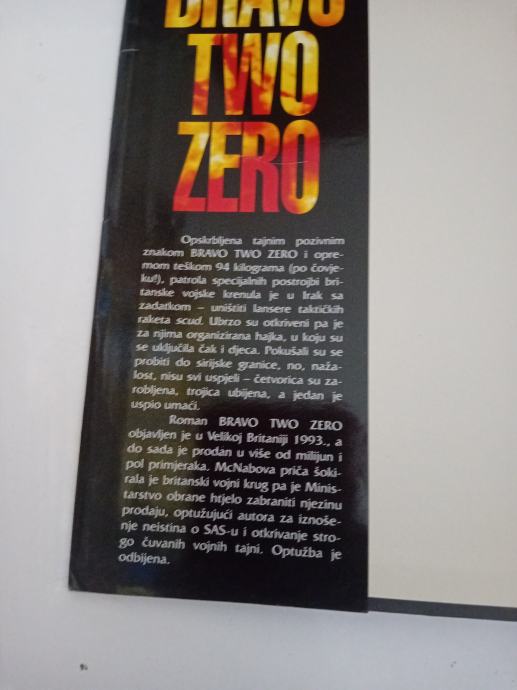 BRAVO
TWO
ZERO
Opskrbljena tajnim pozivnim
znakom BRAVO TWO ZERO i opre-
mom teškom 94 kilograma (po čovje-
ku!), patrola specijalnih postrojbi bri-
tanske vojske krenula je u Irak sa
zadatkom – uništiti lansere taktičkih
raketa scud. Ubrzo su otkriveni pa je
za njima organizirana hajka, u koju su
se uključila čak i djeca. Pokušali su se
probiti do sirijske granice, no, naža-
lost, nisu svi uspjeli – četvorica su za-
robljena, trojica ubijena, a jedan je
uspio umaći.
Roman BRAVO TWO ZERO
objavljen je u Velikoj Britaniji 1993., a
do sada je prodan u više od milijun i
pol primjeraka. McNabova priča šoki-
rala je britanski vojni krug pa je Minis-
tarstvo obrane htjelo zabraniti njezinu
prodaju, optužujući autora za iznoše-
nje neistina o SAS-u i otkrivanje stro-
go čuvanih vojnih tajni. Optužba je
odbijena.